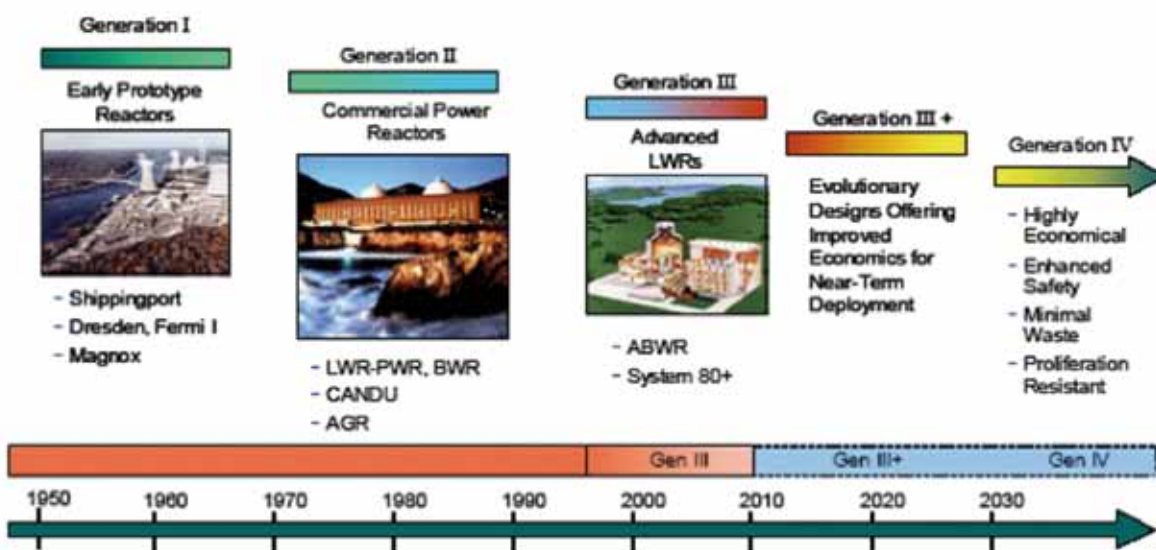 Generation I
Early Prototype
Reactors
- Shippingport
- Dresden, Fermi I
- Magnox
Generation II
Commercial Power
Reactors
- LWR-PWR, BWR
- CANDU
- AGR
Generation III
Advanced
LWRs
- ABWR
- System 80+
Generation III +
Evolutionary
Designs Offering
Improved
Economics for
Near-Term
Deployment
Generation IV
- Highly
Economical
- Enhanced
Safety
- Minimal
Waste
- Proliferation
Resistant
Gen III
Gen III+
Gen IV
1950
1960
1970
1980
1990
2000
2010
2020
2030